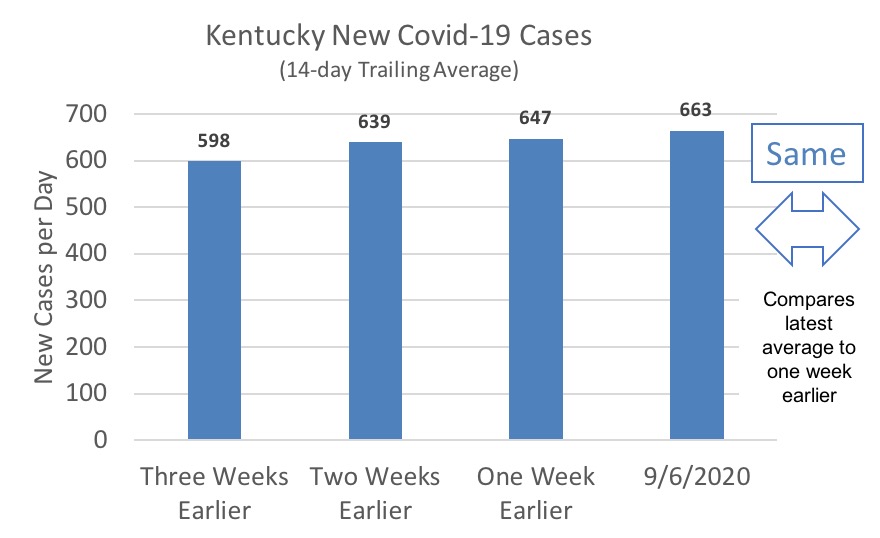 Kentucky New Covid-19 Cases
(14-day Trailing Average)
New Cases per Day
700
600
500
400
300
200
100
0
598
639
647
663
Three Weeks
Earlier
Two Weeks
Earlier
One Week
Earlier
9/6/2020
Same
Compares
latest
average to
one week
earlier